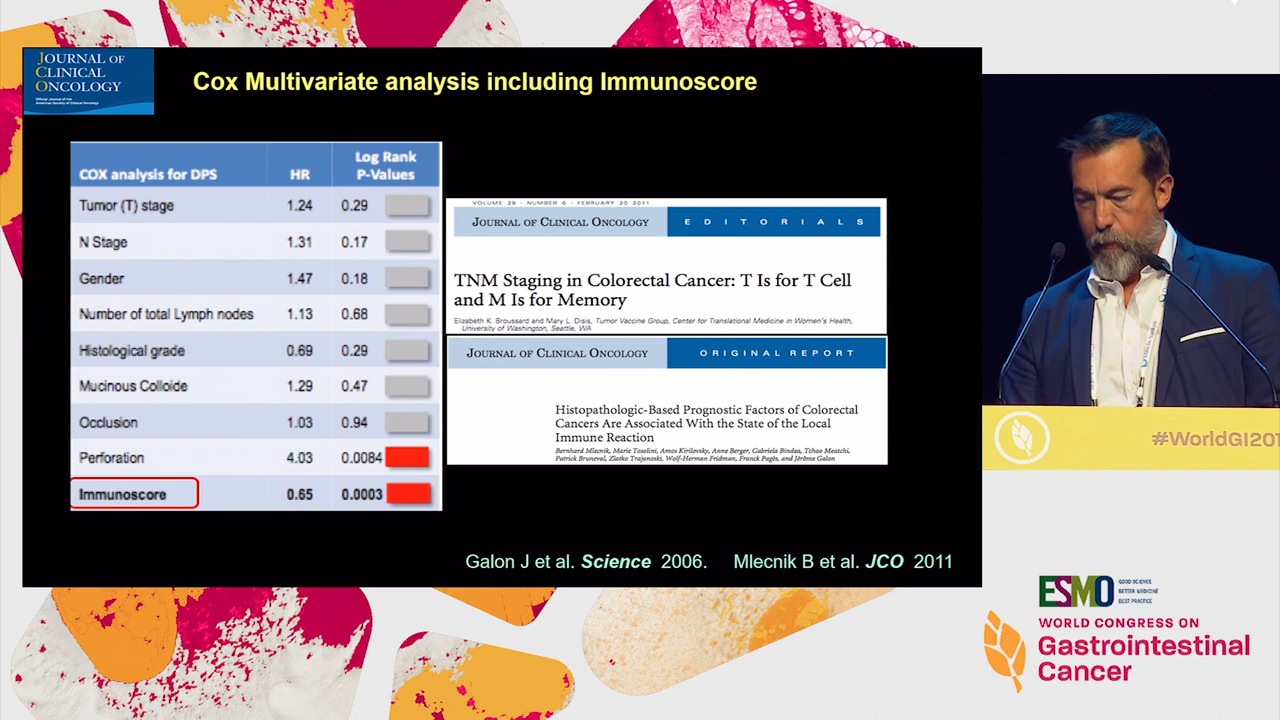 JOURNAL OF
CLINICAL
ONCOLOGY
Official Journal of the
American Society of Clinical Oncology
Cox Multivariate analysis including Immunoscore
COX analysis for DPS HR Log Rank P-Values
Tumor (T) stage 1.24 0.29
N Stage 1.31 0.17
Gender 1.47 0.18
Number of total Lymph nodes 1.13 0.68
Histological grade 0.69 0.29
Mucinous Colloide 1.29 0.47
Occlusion 1.03 0.94
Perforation 4.03 0.0084
Immunoscore 0.65 0.0003
VOLUME 29 · NUMBER 6 · FEBRUARY 20 2011
JOURNAL OF CLINICAL ONCOLOGY EDITORIALS
TNM Staging in Colorectal Cancer: T Is for T Cell
and M Is for Memory
Elizabeth K. Broussard and Mary L. Disis, Tumor Vaccine Group, Center for Translational Medicine in Women's Health,
University of Washington, Seattle, WA
JOURNAL OF CLINICAL ONCOLOGY ORIGINAL REPORT
Histopathologic-Based Prognostic Factors of Colorectal
Cancers Are Associated With the State of the Local
Immune Reaction
Bernhard Mlecnik, Marie Tosolini, Amos Kirilovsky, Anne Berger, Gabriela Bindea, Tchao Meatchi,
Patrick Bruneval, Zlatko Trajanoski, Wolf-Herman Fridman, Franck Pagès, and Jérôme Galon
Galon J et al. Science 2006. Mlecnik B et al. JCO 2011
#WorldGI201
ESMO
GOOD SCIENCE
BETTER MEDICINE
BEST PRACTICE
WORLD CONGRESS ON
Gastrointestinal
Cancer